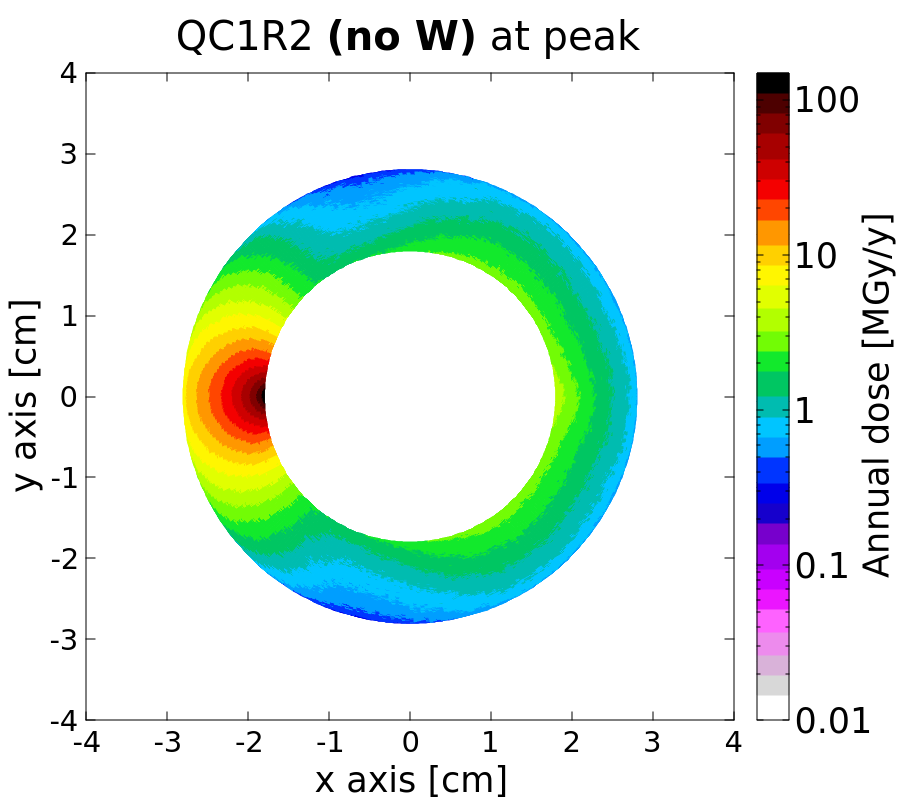 QC1R2 (no W) at peak
4
3
2
1
0
-1
-2
-3
-4
y axis [cm]
-4 -3 -2 -1 0 1 2 3 4
x axis [cm]
100
10
1
0.1
0.01
Annual dose [MGy/y]